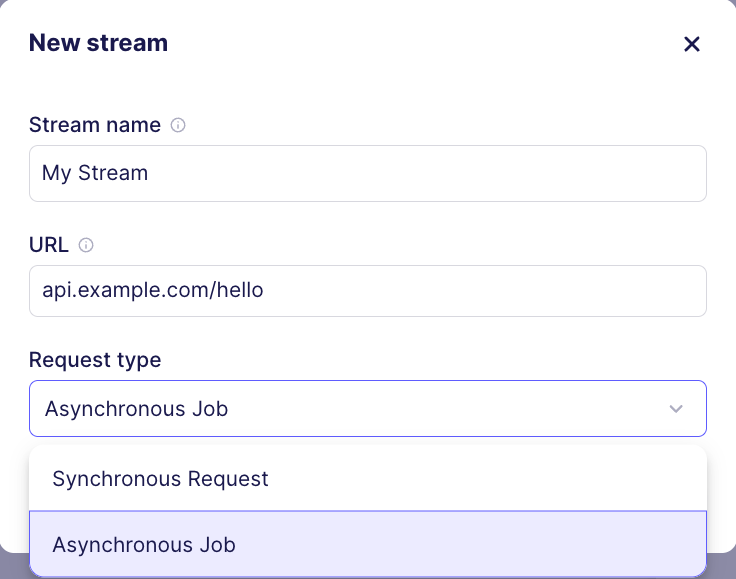 New stream
Stream name
My Stream
URL
api.example.com/hello
Request type
Asynchronous Job
Synchronous Request
Asynchronous Job